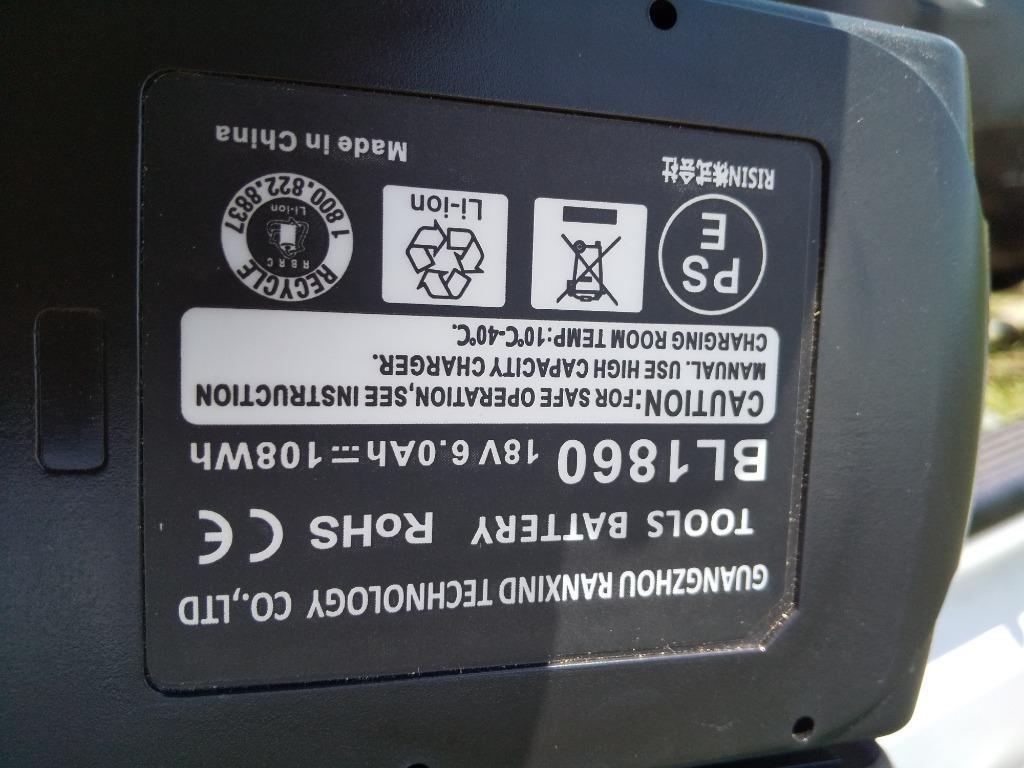 GUANGZHOU RANXIND TECHNOLOGY CO.,LTD
TOOLS BATTERY RoHS CE
BL1860 18V 6.0Ah⎓108Wh
CAUTION:FOR SAFE OPERATION,SEE INSTRUCTION
MANUAL. USE HIGH CAPACITY CHARGER.
CHARGING ROOM TEMP:10℃-40℃.
PS
E
RISIN株式会社
Li-ion
RECYCLE
RBRC
Li-ion
1.800.822.8837
Made in China